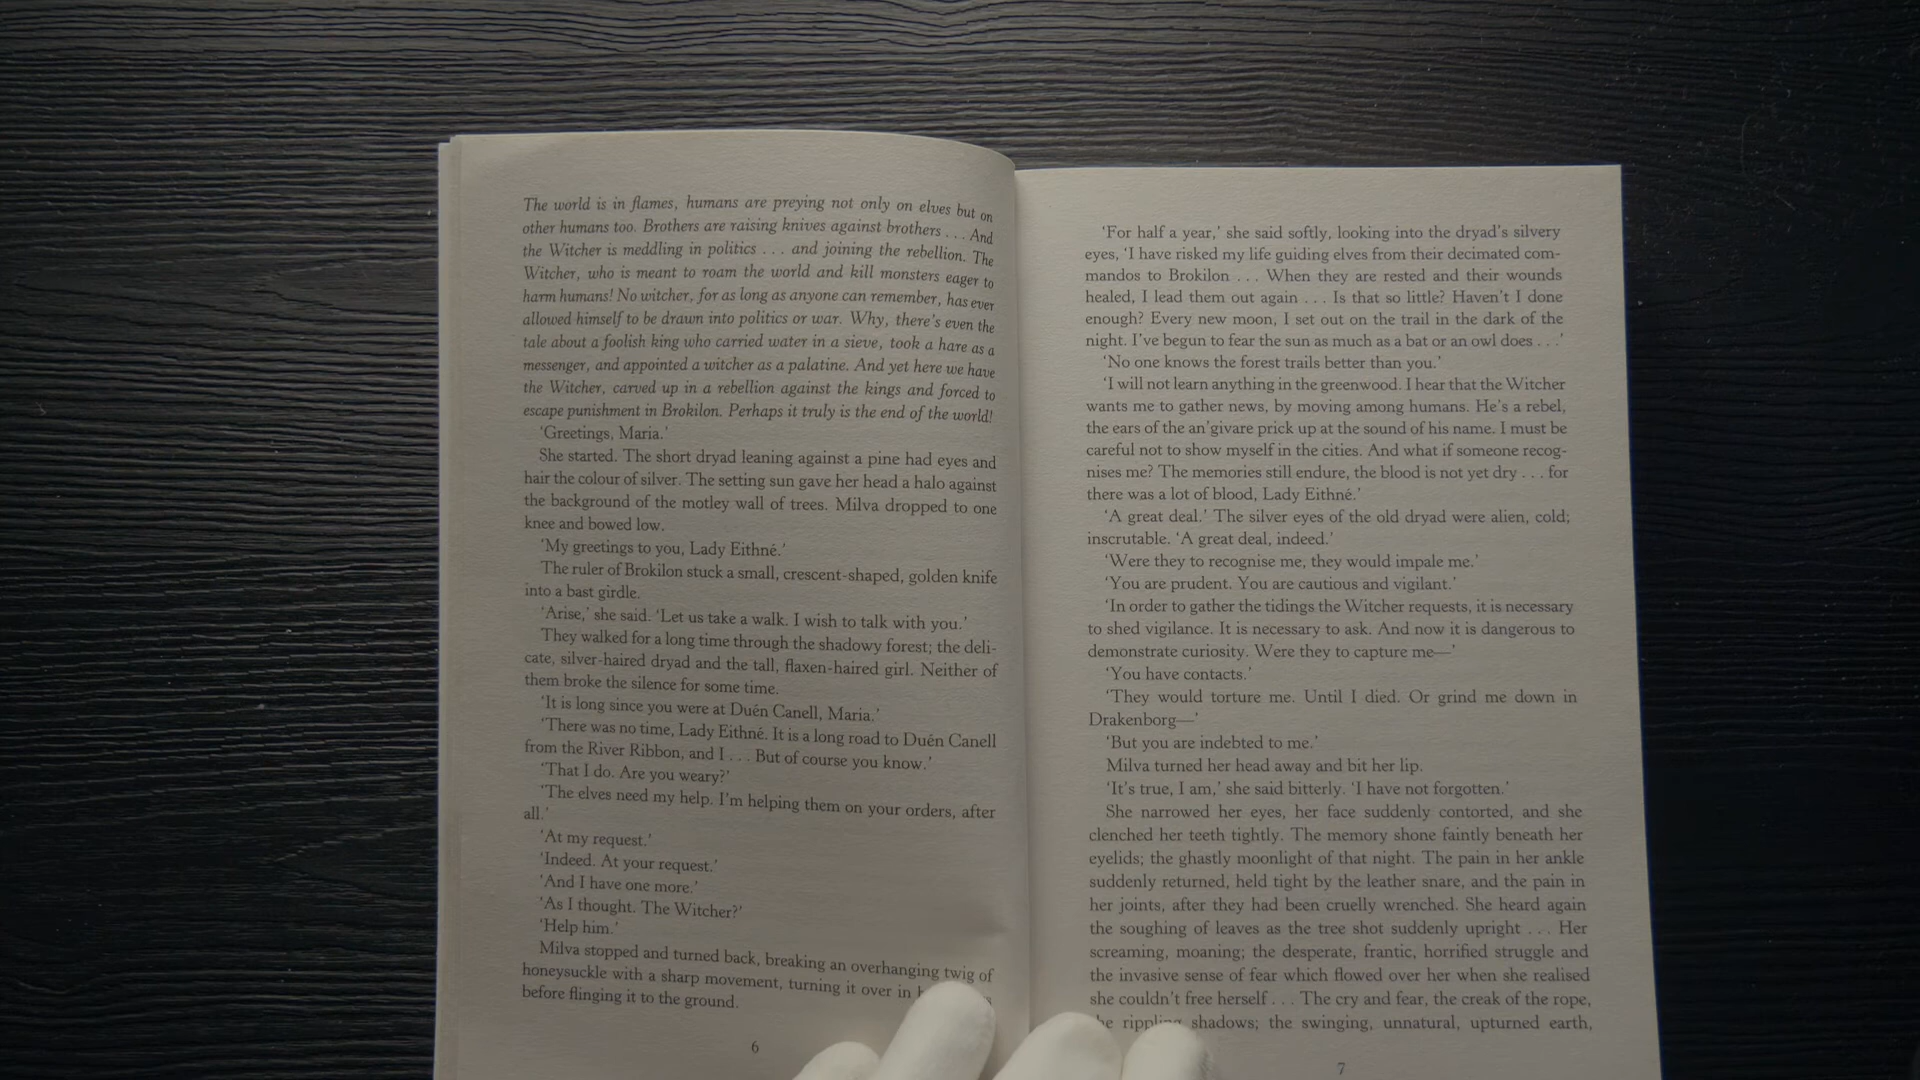 The world is in flames, humans are preying not only on elves but on
other humans too. Brothers are raising knives against brothers . . . And
the Witcher is meddling in politics . . . and joining the rebellion. The
Witcher, who is meant to roam the world and kill monsters eager to
harm humans! No witcher, for as long as anyone can remember, has ever
allowed himself to be drawn into politics or war. Why, there's even the
tale about a foolish king who carried water in a sieve, took a hare as a
messenger, and appointed a witcher as a palatine. And yet here we have
the Witcher, carved up in a rebellion against the kings and forced to
escape punishment in Brokilon. Perhaps it truly is the end of the world!
'Greetings, Maria.'
She started. The short dryad leaning against a pine had eyes and
hair the colour of silver. The setting sun gave her head a halo against
the background of the motley wall of trees. Milva dropped to one
knee and bowed low.
'My greetings to you, Lady Eithné.'
The ruler of Brokilon stuck a small, crescent-shaped, golden knife
into a bast girdle.
'Arise,' she said. 'Let us take a walk. I wish to talk with you.'
They walked for a long time through the shadowy forest; the deli-
cate, silver-haired dryad and the tall, flaxen-haired girl. Neither of
them broke the silence for some time.
'It is long since you were at Duén Canell, Maria.'
'There was no time, Lady Eithné. It is a long road to Duén Canell
from the River Ribbon, and I . . . But of course you know.'
'That I do. Are you weary?'
'The elves need my help. I'm helping them on your orders, after
all.'
'At my request.'
'Indeed. At your request.'
'And I have one more.'
'As I thought. The Witcher?'
'Help him.'
Milva stopped and turned back, breaking an overhanging twig of
honeysuckle with a sharp movement, turning it over in
before flinging it to the ground.
6
'For half a year,' she said softly, looking into the dryad's silvery
eyes, 'I have risked my life guiding elves from their decimated com-
mandos to Brokilon . . . When they are rested and their wounds
healed, I lead them out again . . . Is that so little? Haven't I done
enough? Every new moon, I set out on the trail in the dark of the
night. I've begun to fear the sun as much as a bat or an owl does . . .'
'No one knows the forest trails better than you.'
'I will not learn anything in the greenwood. I hear that the Witcher
wants me to gather news, by moving among humans. He's a rebel,
the ears of the an'givare prick up at the sound of his name. I must be
careful not to show myself in the cities. And what if someone recog-
nises me? The memories still endure, the blood is not yet dry . . . for
there was a lot of blood, Lady Eithné.'
'A great deal.' The silver eyes of the old dryad were alien, cold;
inscrutable. 'A great deal, indeed.'
'Were they to recognise me, they would impale me.'
'You are prudent. You are cautious and vigilant.'
'In order to gather the tidings the Witcher requests, it is necessary
to shed vigilance. It is necessary to ask. And now it is dangerous to
demonstrate curiosity. Were they to capture me—'
'You have contacts.'
'They would torture me. Until I died. Or grind me down in
Drakenborg—'
'But you are indebted to me.'
Milva turned her head away and bit her lip.
'It's true, I am,' she said bitterly. 'I have not forgotten.'
She narrowed her eyes, her face suddenly contorted, and she
clenched her teeth tightly. The memory shone faintly beneath her
eyelids; the ghastly moonlight of that night. The pain in her ankle
suddenly returned, held tight by the leather snare, and the pain in
her joints, after they had been cruelly wrenched. She heard again
the soughing of leaves as the tree shot suddenly upright . . . Her
screaming, moaning; the desperate, frantic, horrified struggle and
the invasive sense of fear which flowed over her when she realised
she couldn't free herself . . . The cry and fear, the creak of the rope,
shadows; the swinging, unnatural, upturned earth,
7